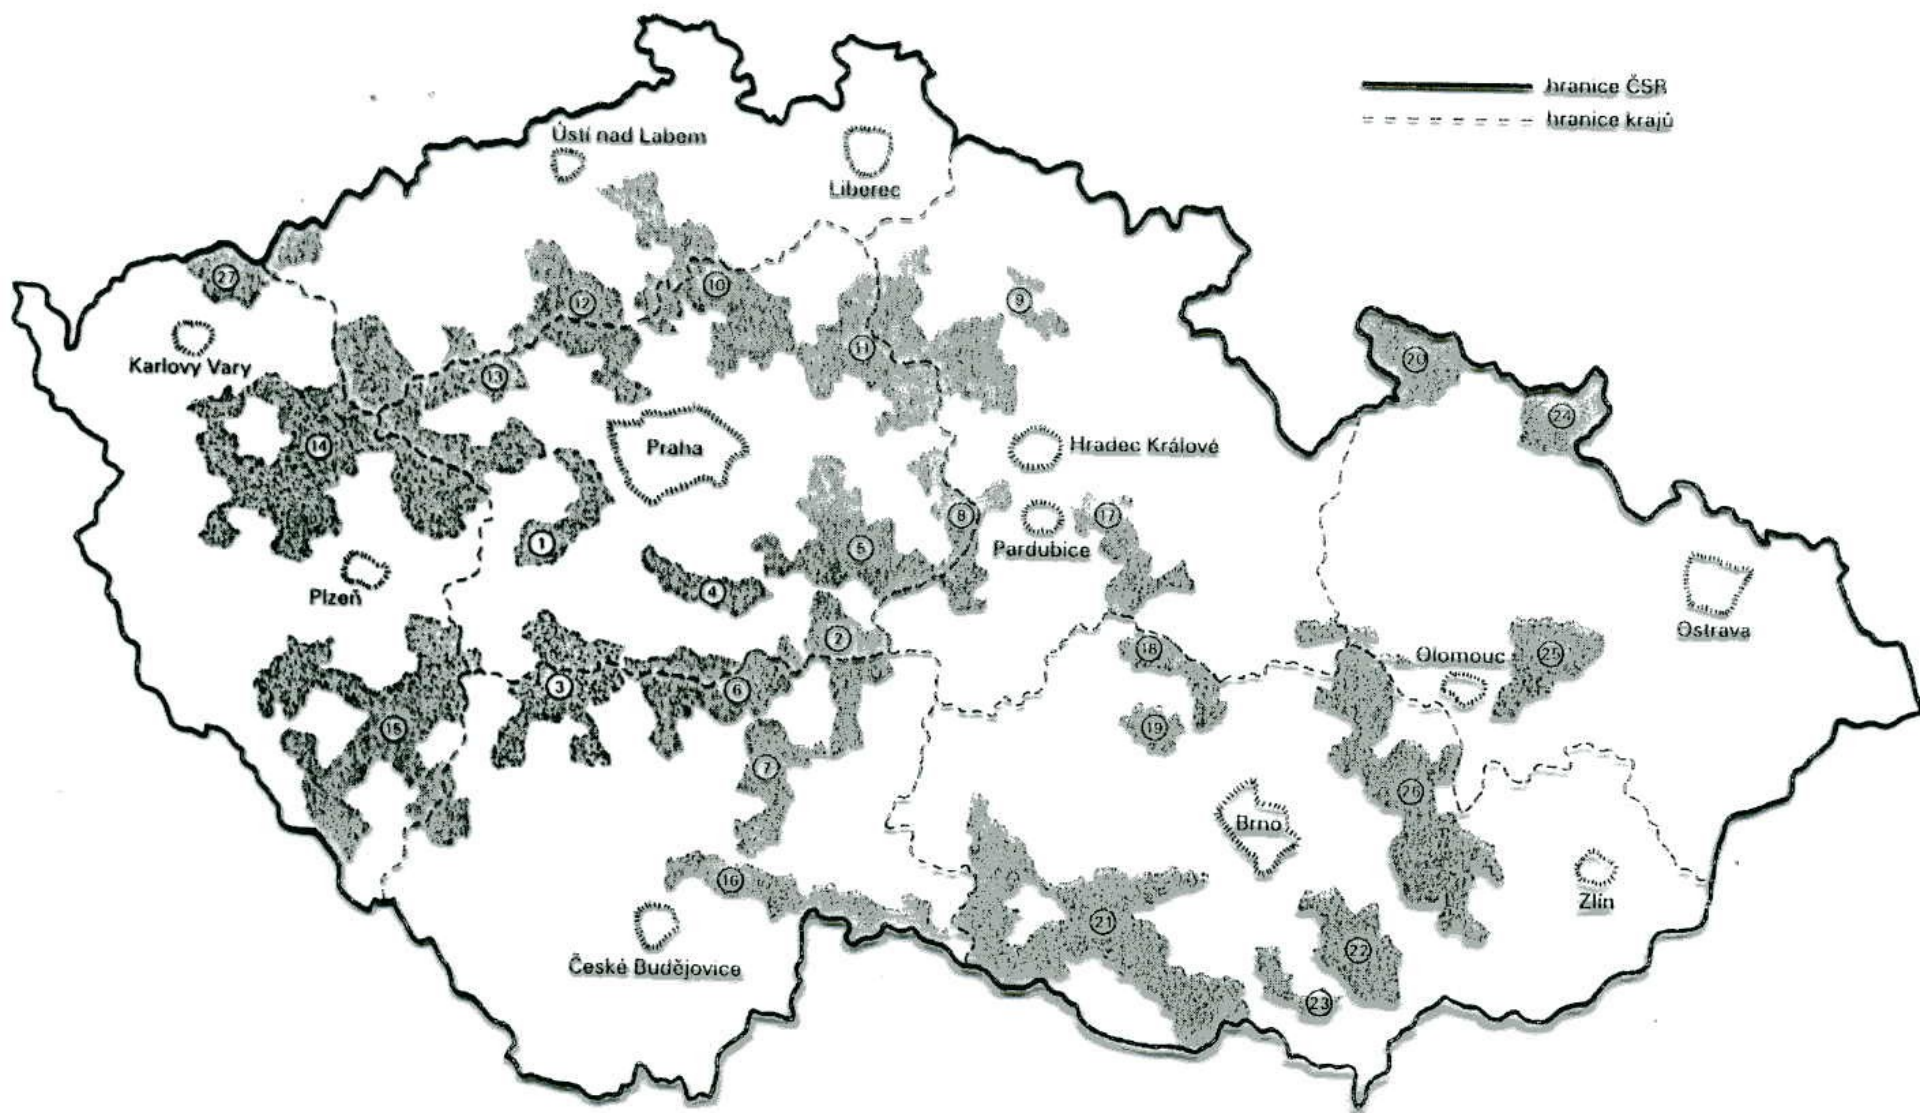 hranice ČSR
hranice krajů
Ústí nad Labem
Liberec
27
12
10
9
Karlovy Vary
11
20
13
24
14
Praha
Hradec Králové
8
17
1
5
Pardubice
4
Plzeň
2
Ostrava
18
Olomouc
25
3
6
15
19
7
26
Brno
16
Zlín
21
České Budějovice
22
23